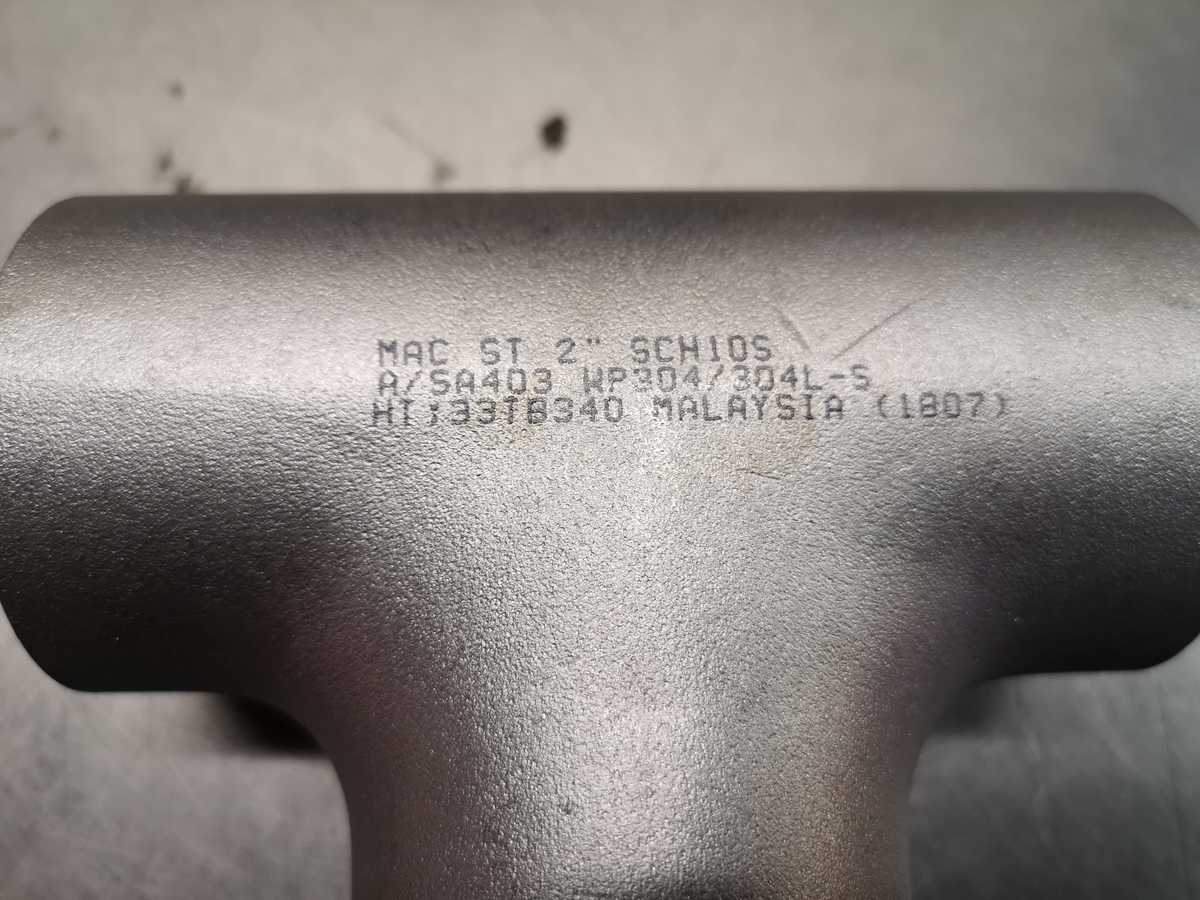 MAC ST 2" SCH10S
A/SA403 WP304/304L-S
HT;33TB340 MALAYSIA (1807)